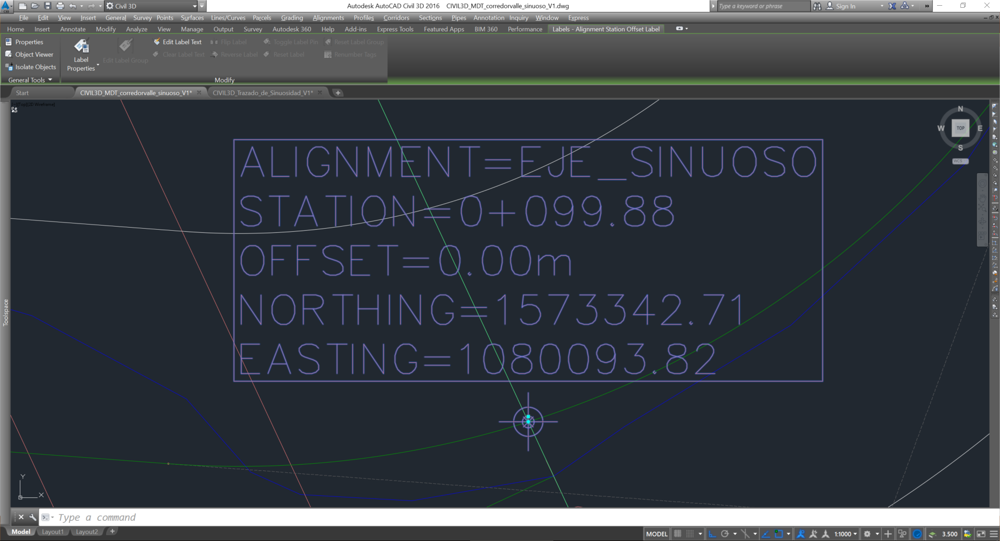 Civil 3D
Autodesk AutoCAD Civil 3D 2016 CIVIL3D_MDT_corredorvalle_sinuoso_V1.dwg
Type a keyword or phrase
Sign In
File Edit View Insert General Survey Points Surfaces Lines/Curves Parcels Grading Alignments Profiles Corridors Sections Pipes Annotation Inquiry Window Express
Home Insert Annotate Modify Analyze View Manage Output Survey Autodesk 360 Help Add-ins Express Tools Featured Apps BIM 360 Performance Labels - Alignment Station Offset Label
Properties
Object Viewer
Isolate Objects
General Tools
Label Properties
Edit Label Group
Edit Label Text Flip Label Toggle Label Pin Reset Label Group
Clear Label Text Reverse Label Reset Label Renumber Tags
Modify
Start CIVIL3D_MDT_corredorvalle_sinuoso_V1* CIVIL3D_Trazado_de_Sinuosidad_V1*
[-][Top][2D Wireframe]
N
W TOP E
S
WCS
ALIGNMENT=EJE_SINUOSO
STATION=0+099.88
OFFSET=0.00m
NORTHING=1573342.71
EASTING=1080093.82
Toolspace
Y
X
Type a command
Model Layout1 Layout2
MODEL 1:1000 3.500